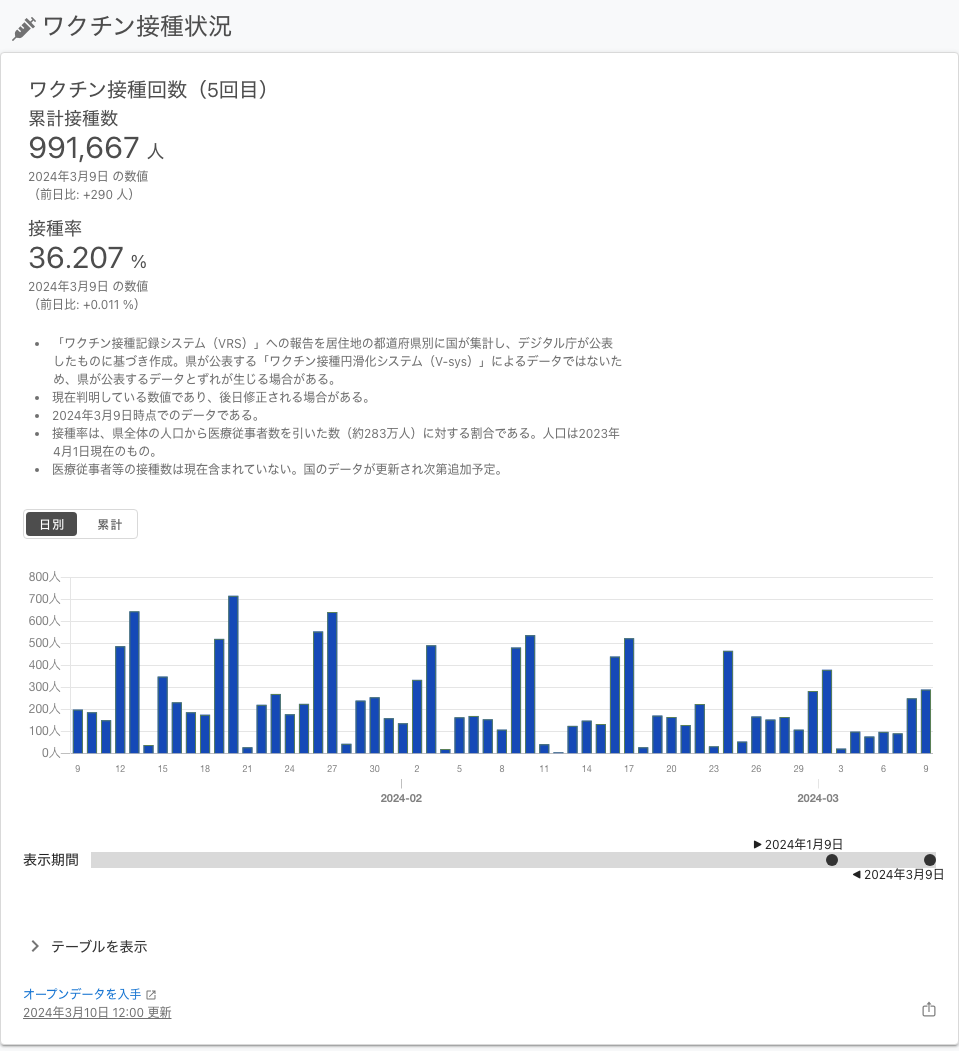 ワクチン接種状況
ワクチン接種回数（5回目）
累計接種数
991,667 人
2024年3月9日 の数値
（前日比: +290 人）
接種率
36.207 %
2024年3月9日 の数値
（前日比: +0.011 %）
• 「ワクチン接種記録システム（VRS）」への報告を居住地の都道府県別に国が集計し、デジタル庁が公表
したものに基づき作成。県が公表する「ワクチン接種円滑化システム（V-sys）」によるデータではないた
め、県が公表するデータとずれが生じる場合がある。
• 現在判明している数値であり、後日修正される場合がある。
• 2024年3月9日時点でのデータである。
• 接種率は、県全体の人口から医療従事者数を引いた数（約283万人）に対する割合である。人口は2023年
4月1日現在のもの。
• 医療従事者等の接種数は現在含まれていない。国のデータが更新され次第追加予定。
日別 累計
800人
700人
600人
500人
400人
300人
200人
100人
0人
9 12 15 18 21 24 27 30 2 5 8 11 14 17 20 23 26 29 3 6 9
2024-02 2024-03
▶ 2024年1月9日
表示期間
◀ 2024年3月9日
テーブルを表示
オープンデータを入手
2024年3月10日 12:00 更新